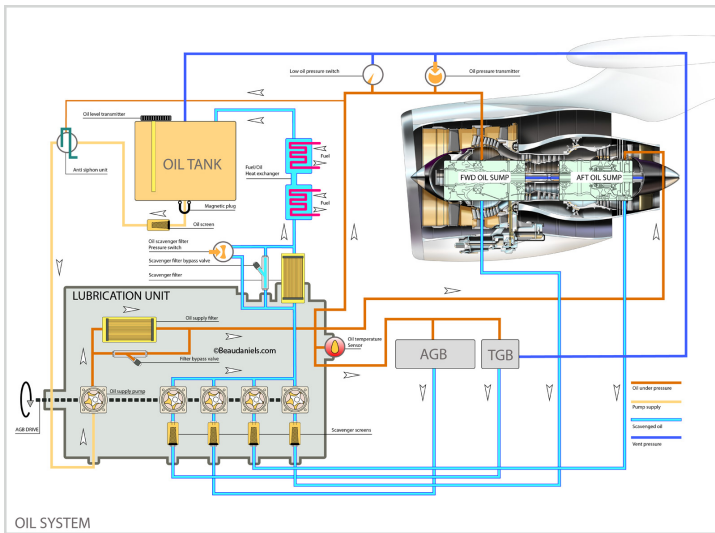 Low oil pressure switch
Oil pressure transmitter
Oil level transmitter
OIL TANK
Anti siphon unit
Magnetic plug
Oil screen
Fuel/Oil
Heat exchanger
Fuel
Fuel
FWD OIL SUMP
AFT OIL SUMP
Oil scavenger filter
Pressure switch
Scavenger filter bypass valve
Scavenger filter
LUBRICATION UNIT
Oil supply filter
©Beaudaniels.com
Filter bypass valve
Oil temperature
Sensor
AGB
TGB
Oil supply pump
AGB DRIVE
Scavenger screens
Oil under pressure
Pump supply
Scavenged oil
Vent pressure
OIL SYSTEM